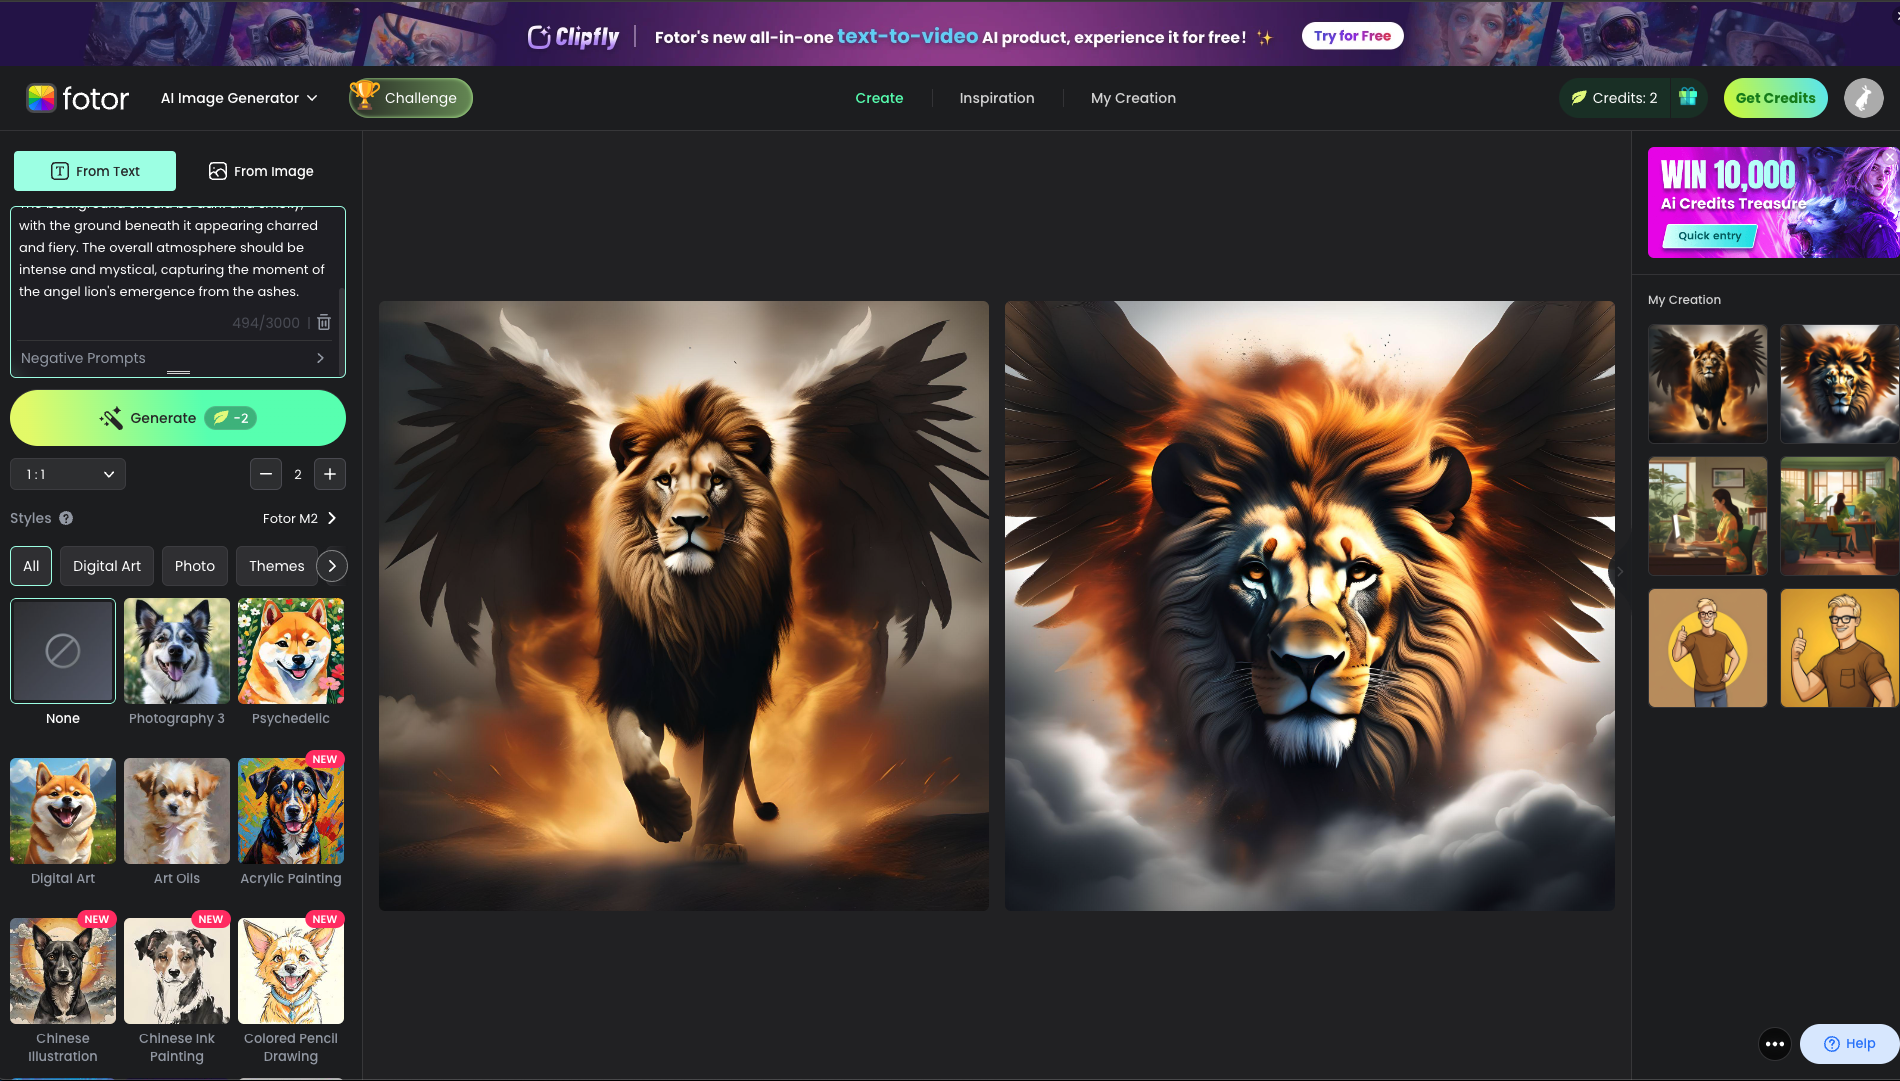 Clipfly
Fotor's new all-in-one text-to-video AI product, experience it for free! ✨
Try for Free
fotor
AI Image Generator
Challenge
Create
Inspiration
My Creation
Credits: 2
Get Credits
From Text
From Image
with the ground beneath it appearing charred
and fiery. The overall atmosphere should be
intense and mystical, capturing the moment of
the angel lion's emergence from the ashes.
494/3000
Negative Prompts
Generate
-2
1 : 1
2
Styles
Fotor M2
All
Digital Art
Photo
Themes
None
Photography 3
Psychedelic
NEW
Digital Art
Art Oils
Acrylic Painting
NEW
NEW
NEW
Chinese
Illustration
Chinese Ink
Painting
Colored Pencil
Drawing
WIN 10,000
Ai Credits Treasure
Quick entry
My Creation
Help